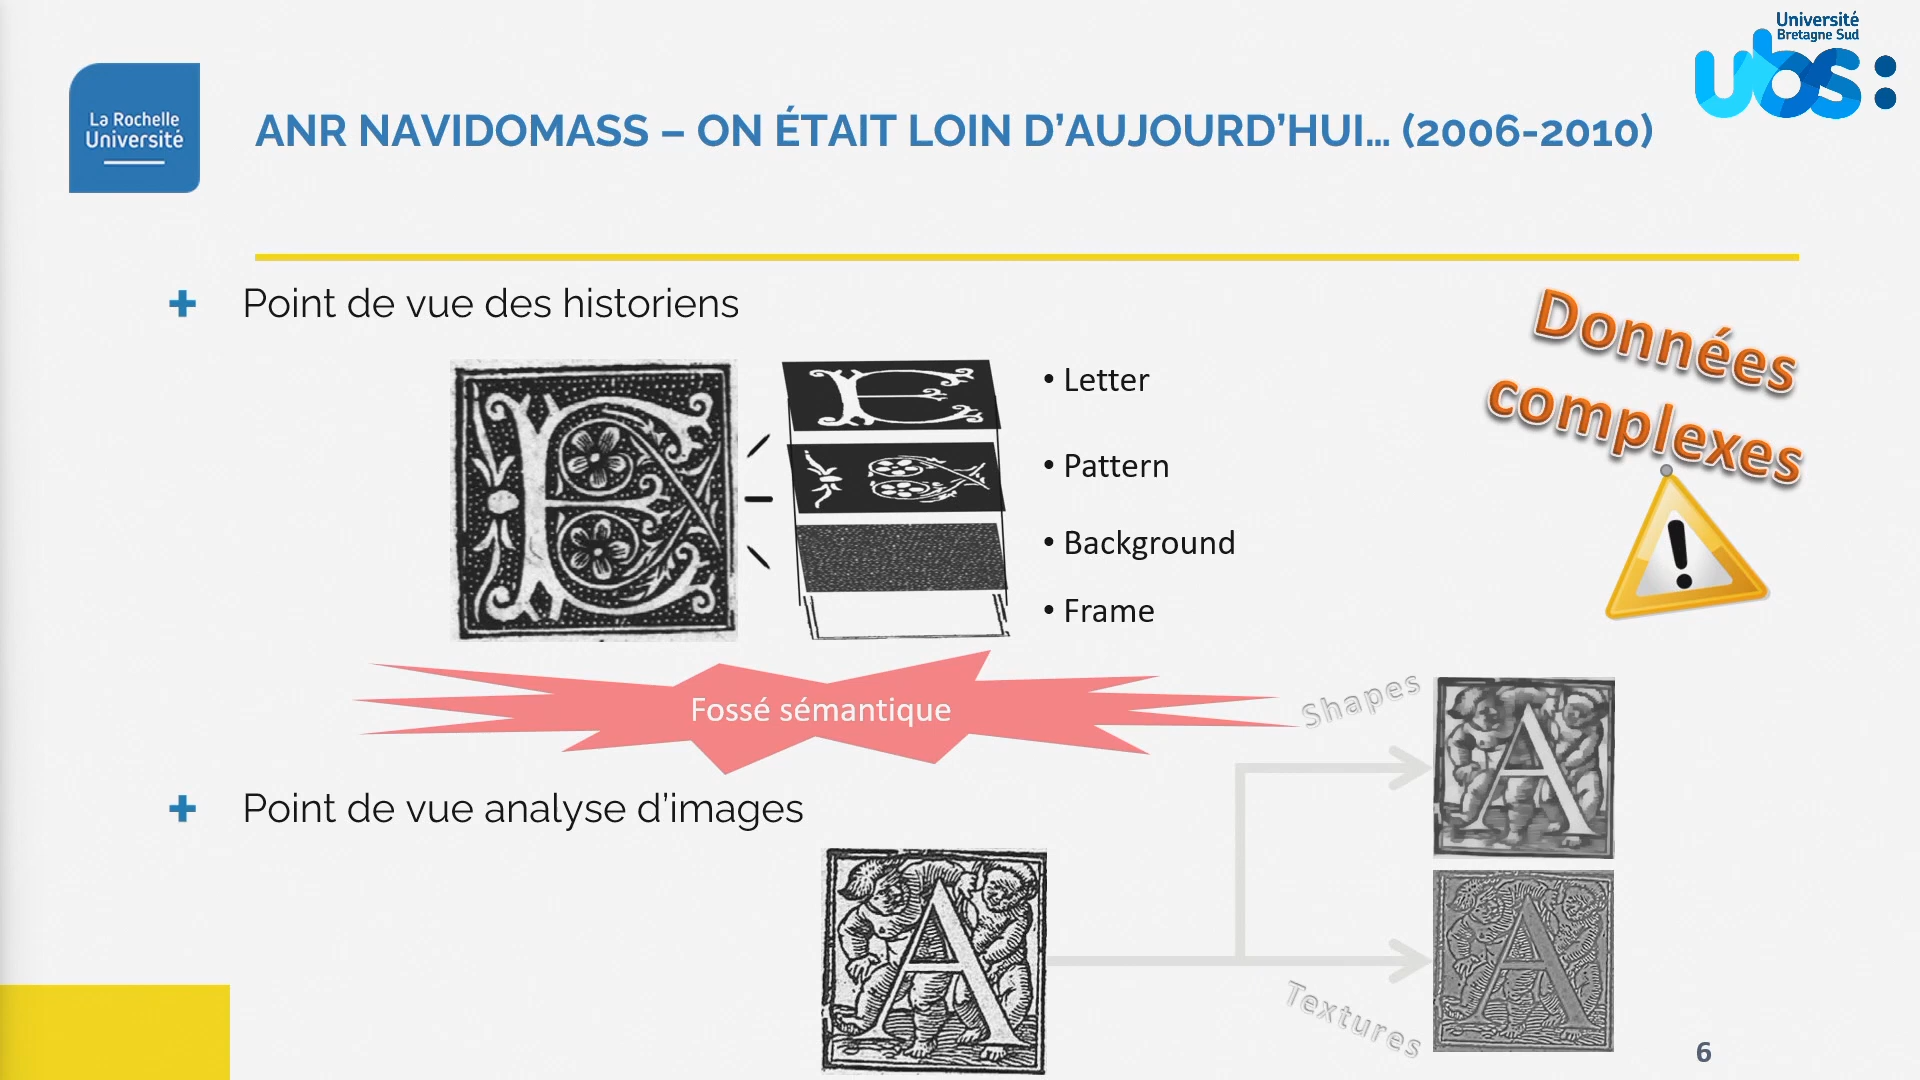 Université
Bretagne Sud
ubs:
La Rochelle
Université
ANR NAVIDOMASS – ON ÉTAIT LOIN D’AUJOURD’HUI… (2006-2010)
Point de vue des historiens
• Letter
• Pattern
• Background
• Frame
Données
complexes
Fossé sémantique
Shapes
Point de vue analyse d’images
Textures
A
A
A
6